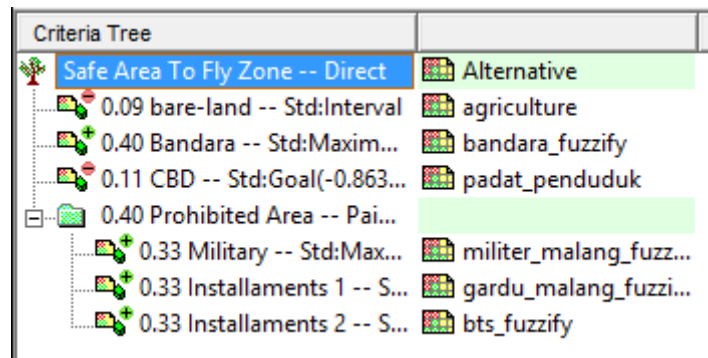 Criteria Tree
Safe Area To Fly Zone -- Direct Alternative
0.09 bare-land -- Std:Interval agriculture
0.40 Bandara -- Std:Maxim... bandara_fuzzify
0.11 CBD -- Std:Goal(-0.863... padat_penduduk
0.40 Prohibited Area -- Pai...
0.33 Military -- Std:Max... militer_malang_fuzz...
0.33 Installaments 1 -- S... gardu_malang_fuzzi...
0.33 Installaments 2 -- S... bts_fuzzify